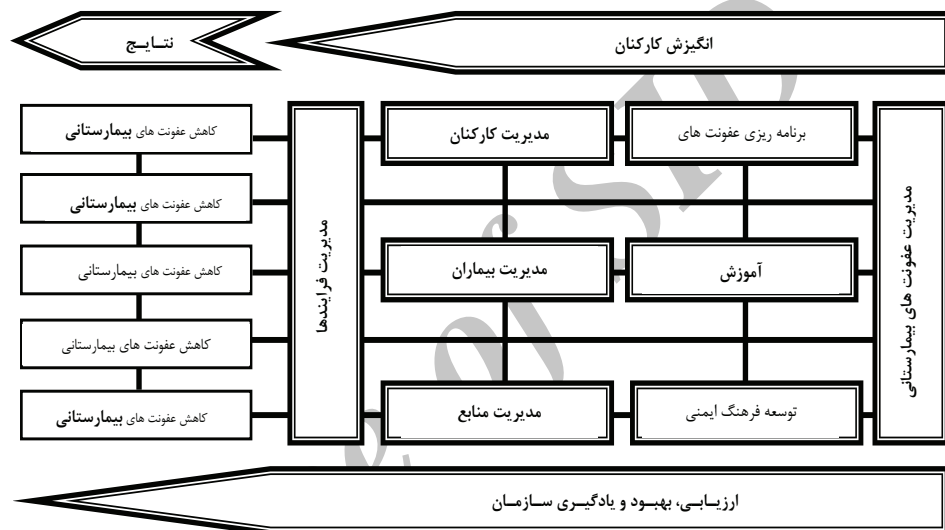 انگیزش کارکنان
نتـایـج
مدیریت عفونت های بیمارستانی
برنامه ریزی عفونت های
مدیریت کارکنان
مدیریت فرایندها
کاهش عفونت های بیمارستانی
کاهش عفونت های بیمارستانی
آموزش
مدیریت بیماران
کاهش عفونت های بیمارستانی
کاهش عفونت های بیمارستانی
توسعه فرهنگ ایمنی
مدیریت منابع
کاهش عفونت های بیمارستانی
ارزیـابـی، بهبـود و یادگیـری سـازمـان
e of SID